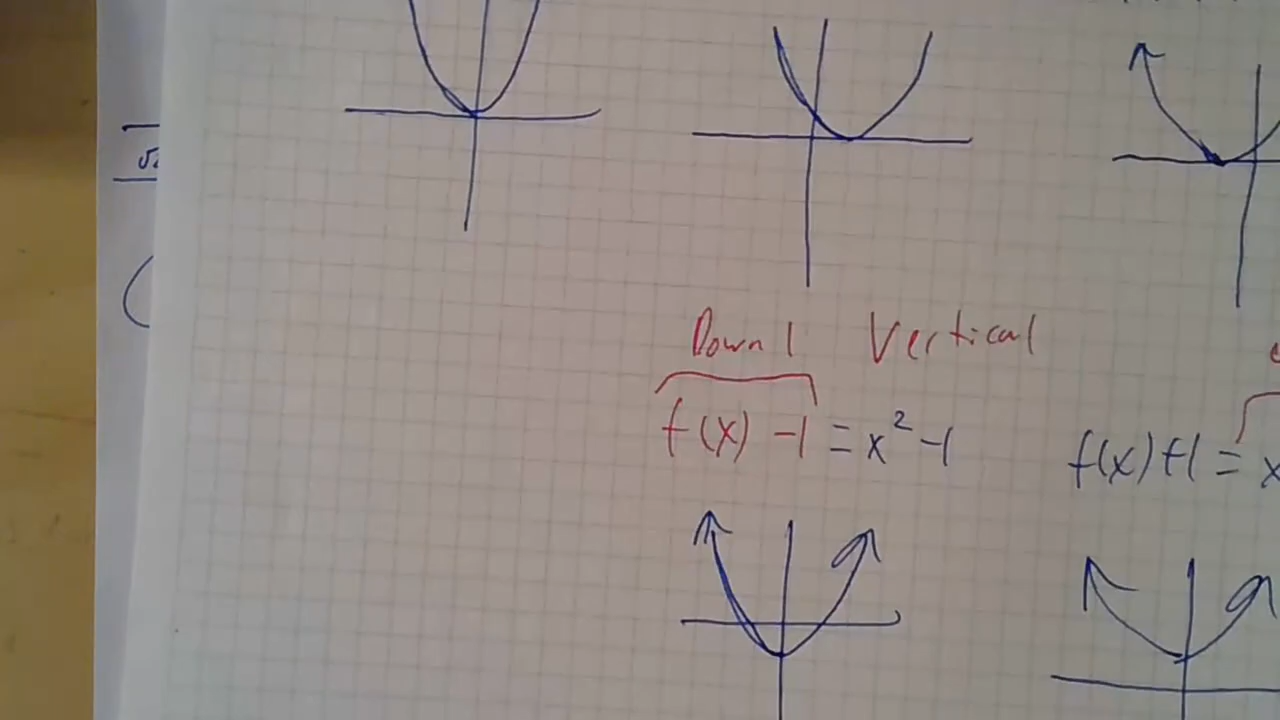 Down 1 Vertical
f(x) -1 = x² -1
f(x) +1 = x